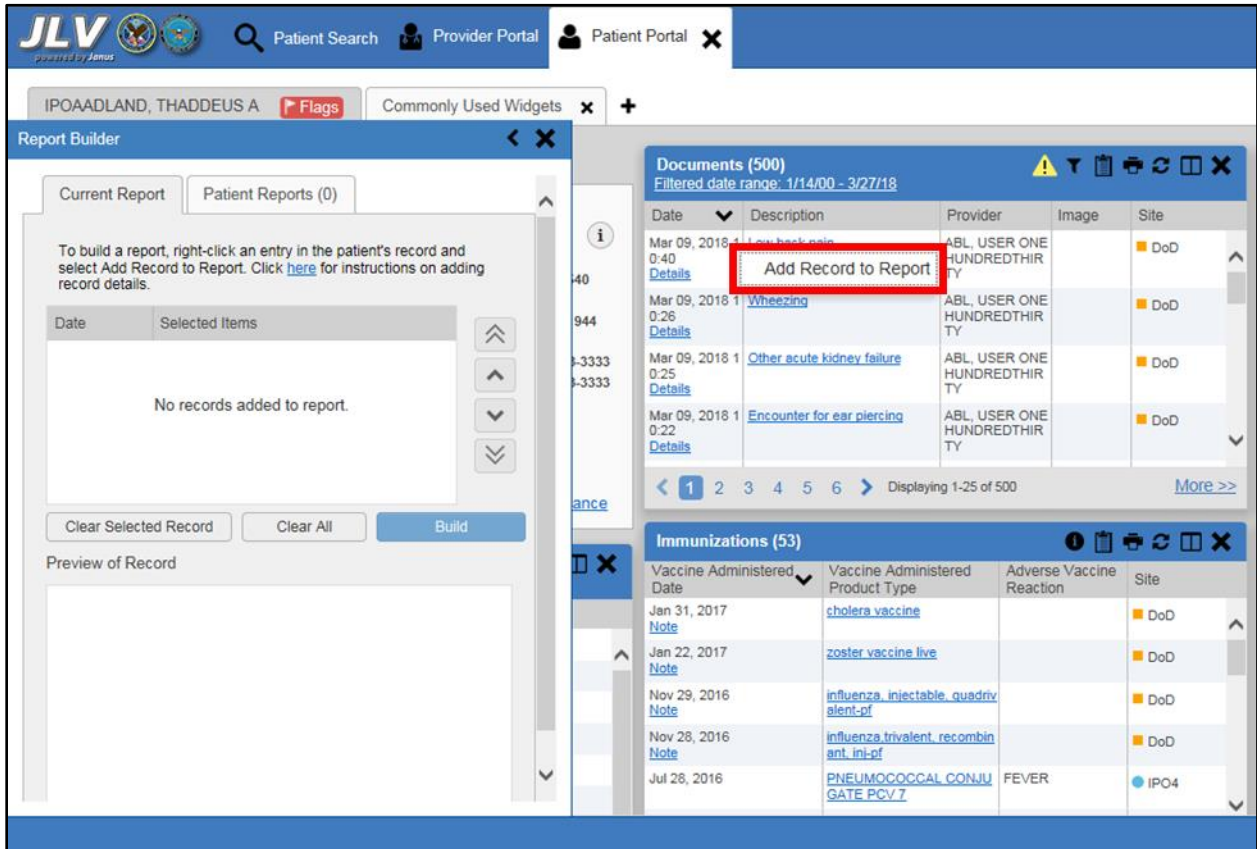 JLV
powered by Janus
Patient Search
Provider Portal
Patient Portal
IPOAADLAND, THADDEUS A
Flags
Commonly Used Widgets
Report Builder
Current Report
Patient Reports (0)
To build a report, right-click an entry in the patient's record and
select Add Record to Report. Click here for instructions on adding
record details.
Date Selected Items
No records added to report.
Clear Selected Record
Clear All
Build
Preview of Record
i
40
944
3-3333
3-3333
ance
Documents (500)
Filtered date range: 1/14/00 - 3/27/18
Date Description Provider Image Site
Mar 09, 2018 1 Low back pain ABL, USER ONE DoD
0:40 HUNDREDTHIR
Details TY
Add Record to Report
Mar 09, 2018 1 Wheezing ABL, USER ONE DoD
0:26 HUNDREDTHIR
Details TY
Mar 09, 2018 1 Other acute kidney failure ABL, USER ONE DoD
0:25 HUNDREDTHIR
Details TY
Mar 09, 2018 1 Encounter for ear piercing ABL, USER ONE DoD
0:22 HUNDREDTHIR
Details TY
1 2 3 4 5 6 Displaying 1-25 of 500 More >>
Immunizations (53)
Vaccine Administered Vaccine Administered Adverse Vaccine Site
Date Product Type Reaction
Jan 31, 2017 cholera vaccine DoD
Note
Jan 22, 2017 zoster vaccine live DoD
Note
Nov 29, 2016 influenza, injectable, quadriv DoD
Note alent-pf
Nov 28, 2016 influenza,trivalent, recombin DoD
Note ant, inj-pf
Jul 28, 2016 PNEUMOCOCCAL CONJU FEVER IPO4
GATE PCV 7